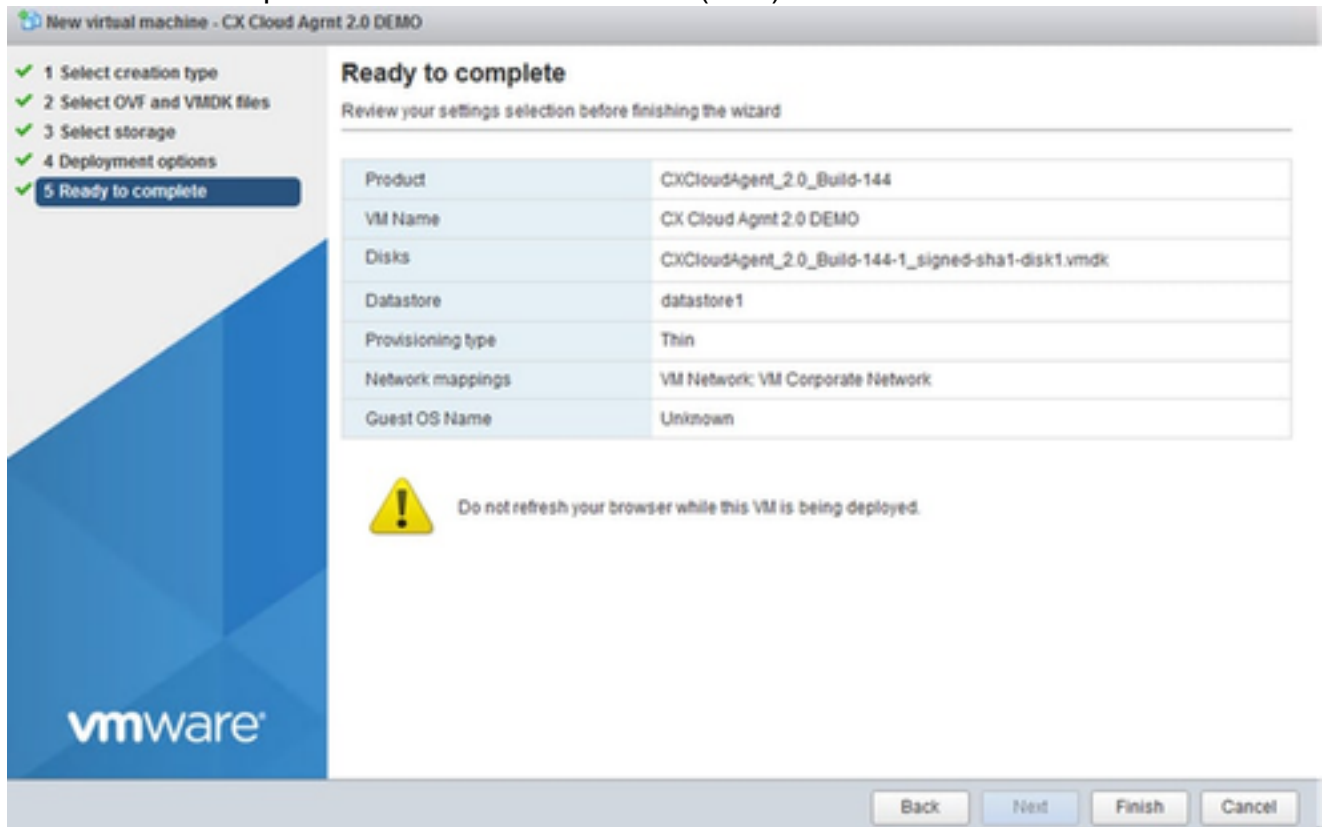 New virtual machine - CX Cloud Agrnt 2.0 DEMO
1 Select creation type
2 Select OVF and VMDK files
3 Select storage
4 Deployment options
5 Ready to complete
Ready to complete
Review your settings selection before finishing the wizard
Product CXCloudAgent_2.0_Build-144
VM Name CX Cloud Agrnt 2.0 DEMO
Disks CXCloudAgent_2.0_Build-144-1_signed-sha1-disk1.vmdk
Datastore datastore1
Provisioning type Thin
Network mappings VM Network: VM Corporate Network
Guest OS Name Unknown
Do not refresh your browser while this VM is being deployed.
vmware
Back Next Finish Cancel